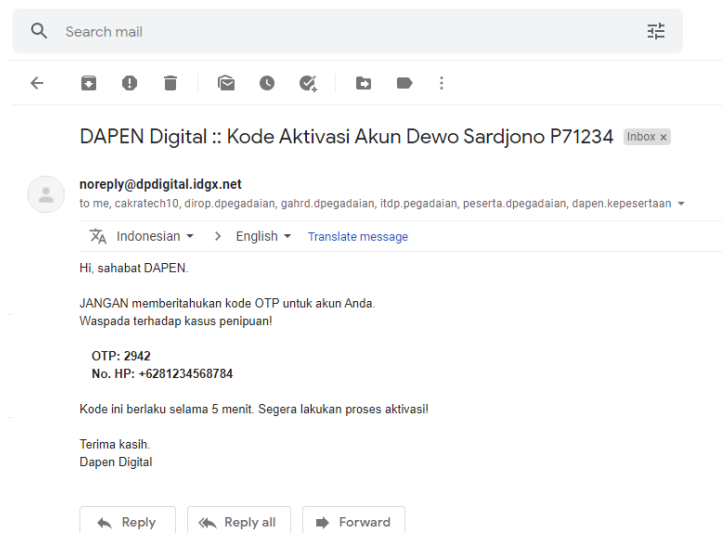 Search mail
DAPEN Digital :: Kode Aktivasi Akun Dewo Sardjono P71234 Inbox ×
noreply@dpdigital.idgx.net
to me, cakratech10, dirop.dpegadaian, gahrd.dpegadaian, itdp.pegadaian, peserta.dpegadaian, dapen.kepesertaan
Indonesian > English Translate message
Hi, sahabat DAPEN.
JANGAN memberitahukan kode OTP untuk akun Anda.
Waspada terhadap kasus penipuan!
OTP: 2942
No. HP: +6281234568784
Kode ini berlaku selama 5 menit. Segera lakukan proses aktivasi!
Terima kasih.
Dapen Digital
Reply Reply all Forward